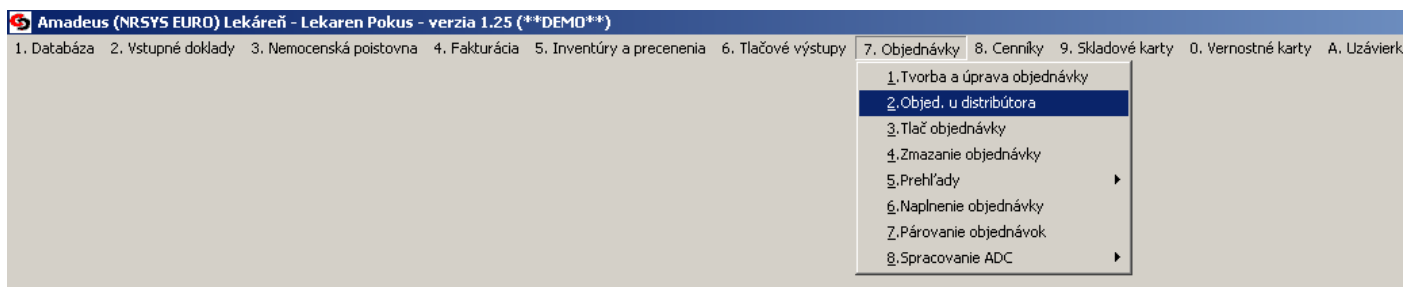 Amadeus (NRSYS EURO) Lekáreň - Lekaren Pokus - verzia 1.25 (**DEMO**)
1. Databáza 2. Vstupné doklady 3. Nemocenská poistovna 4. Fakturácia 5. Inventúry a precenenia 6. Tlačové výstupy 7. Objednávky 8. Cenníky 9. Skladové karty 0. Vernostné karty A. Uzávierk
1.Tvorba a úprava objednávky
2.Objed. u distribútora
3.Tlač objednávky
4.Zmazanie objednávky
5.Prehľady
6.Naplnenie objednávky
7.Párovanie objednávok
8.Spracovanie ADC